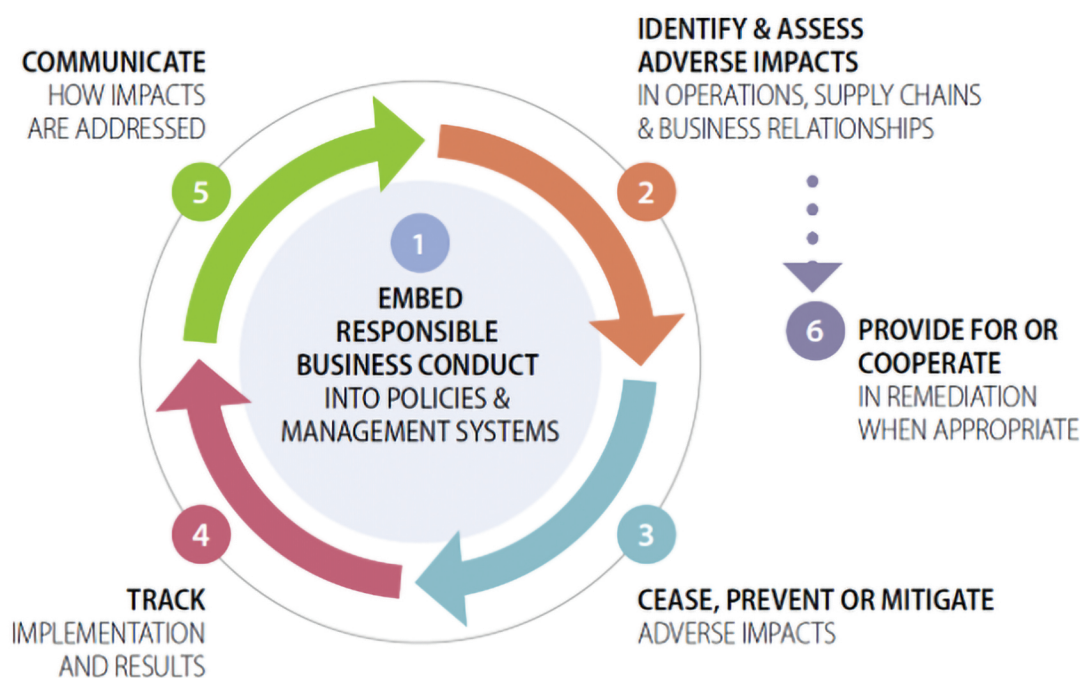 COMMUNICATE
HOW IMPACTS
ARE ADDRESSED
5
IDENTIFY & ASSESS
ADVERSE IMPACTS
IN OPERATIONS, SUPPLY CHAINS
& BUSINESS RELATIONSHIPS
2
1
EMBED
RESPONSIBLE
BUSINESS CONDUCT
INTO POLICIES &
MANAGEMENT SYSTEMS
6
PROVIDE FOR OR
COOPERATE
IN REMEDIATION
WHEN APPROPRIATE
4
TRACK
IMPLEMENTATION
AND RESULTS
3
CEASE, PREVENT OR MITIGATE
ADVERSE IMPACTS